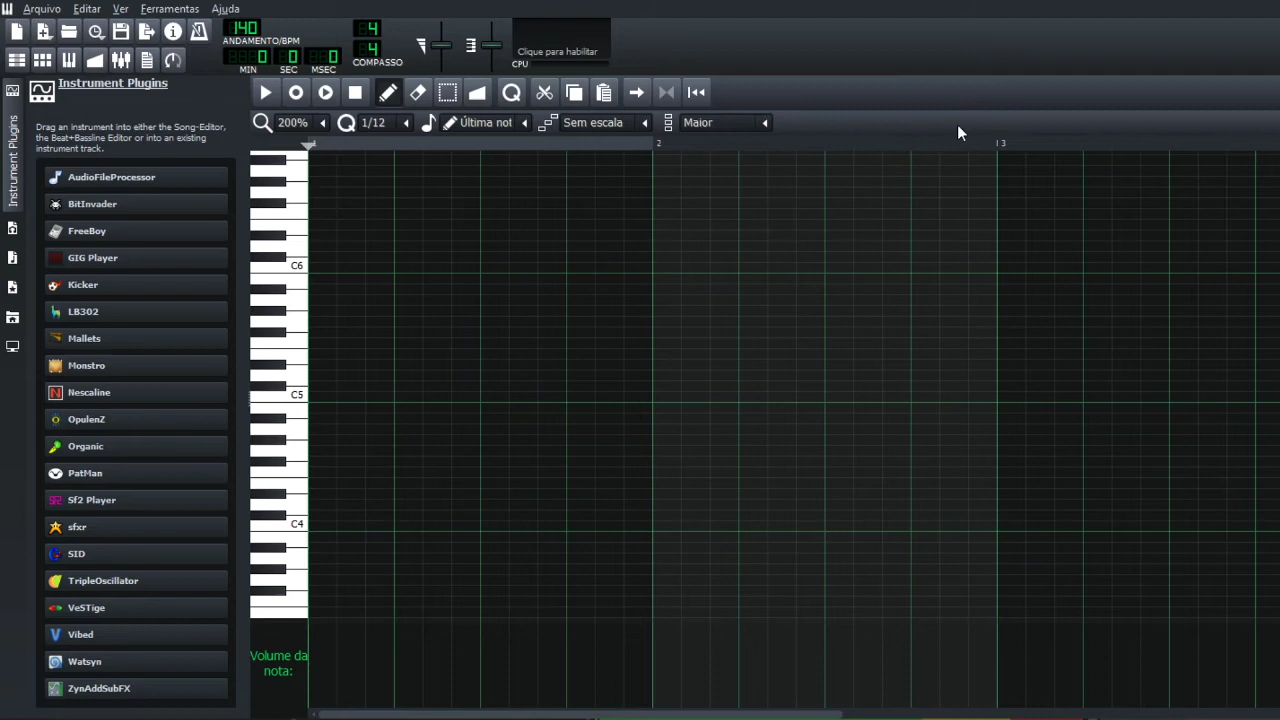 Arquivo Editar Ver Ferramentas Ajuda
140
ANDAMENTO/BPM
0 0 0
MIN SEC MSEC
4
4
COMPASSO
Clique para habilitar
CPU
Instrument Plugins
Instrument Plugins
Drag an instrument into either the Song-Editor,
the Beat+Bassline Editor or into an existing
instrument track.
AudioFileProcessor
BitInvader
FreeBoy
GIG Player
Kicker
LB302
Mallets
Monstro
Nescaline
OpulenZ
Organic
PatMan
Sf2 Player
sfxr
SID
TripleOscillator
VeSTige
Vibed
Watsyn
ZynAddSubFX
200% 1/12 Última not Sem escala Maior
1 2 3
C6
C5
C4
Volume da
nota: